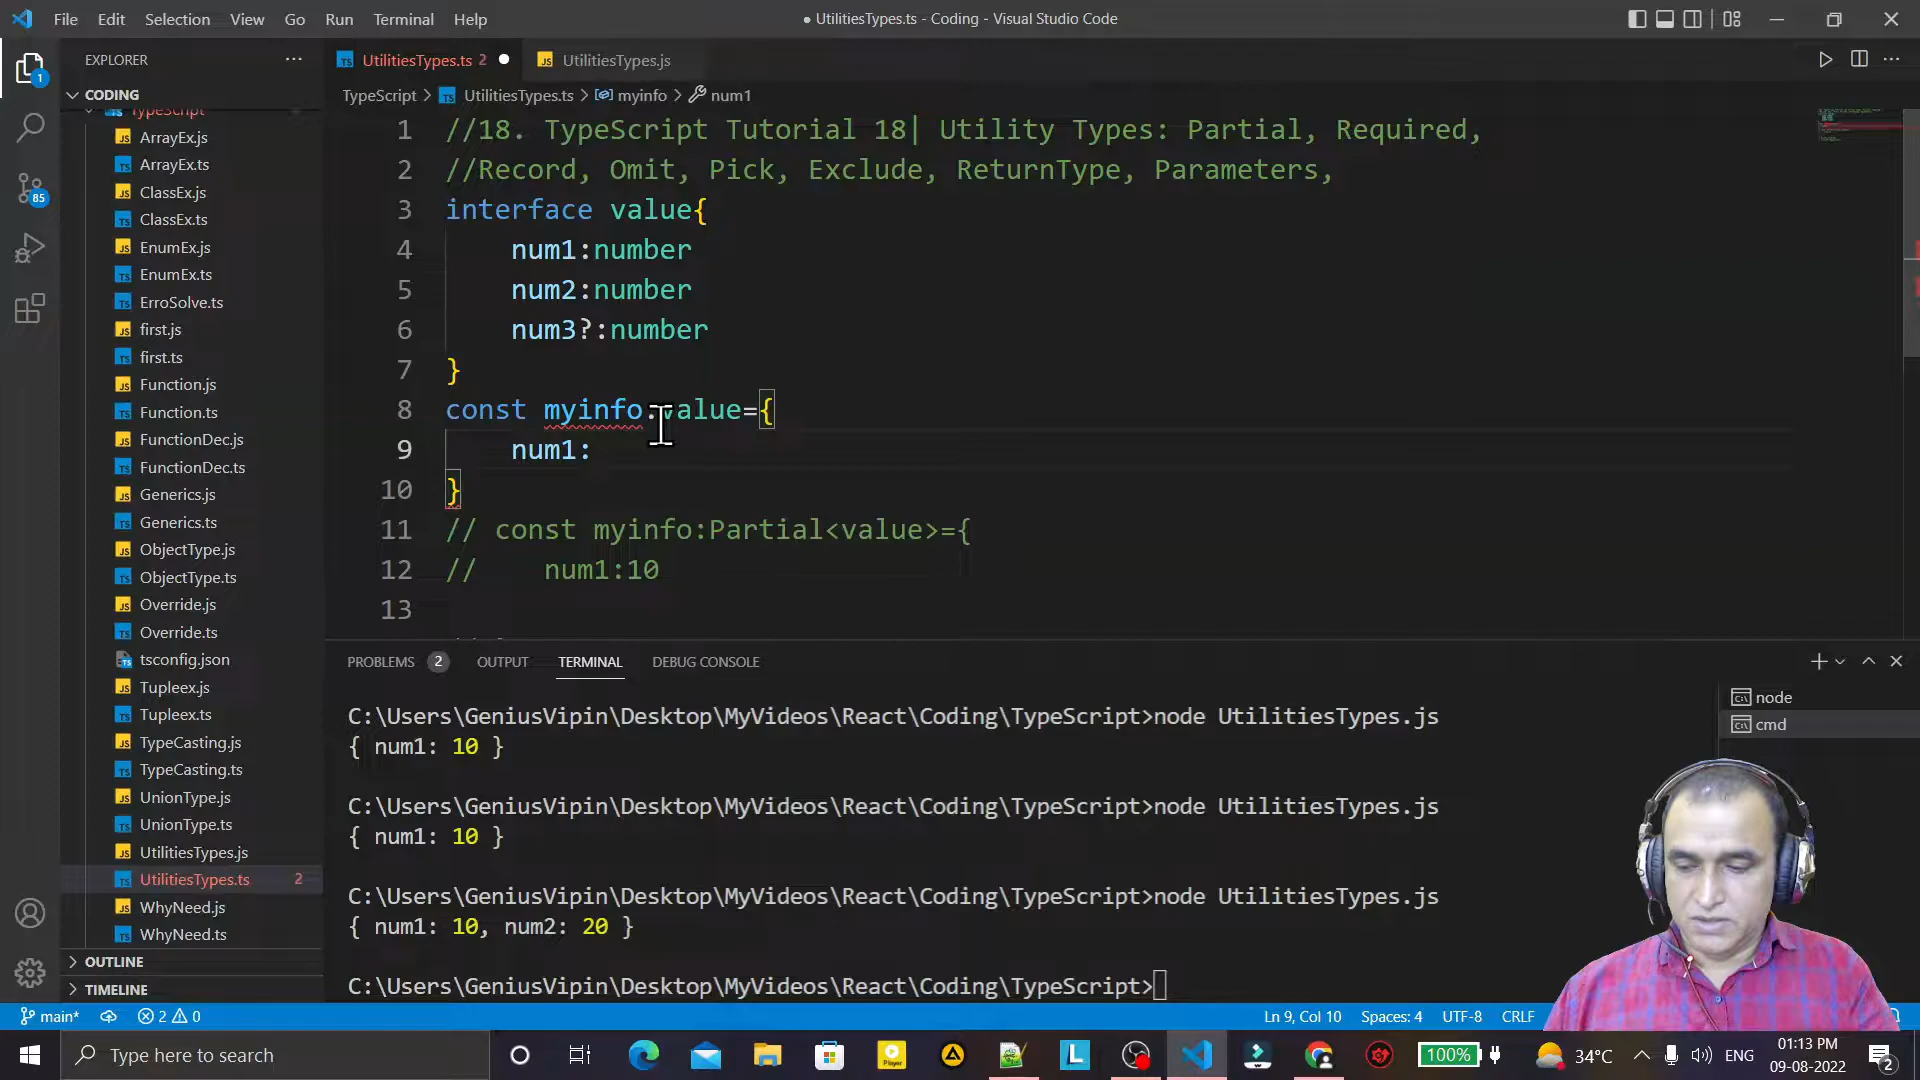 File Edit Selection View Go Run Terminal Help
● UtilitiesTypes.ts - Coding - Visual Studio Code
EXPLORER
UtilitiesTypes.ts 2
UtilitiesTypes.js
CODING
TypeScript > UtilitiesTypes.ts > myinfo > num1
TypeScript
ArrayEx.js
ArrayEx.ts
ClassEx.js
ClassEx.ts
EnumEx.js
EnumEx.ts
ErroSolve.ts
first.js
first.ts
Function.js
Function.ts
FunctionDec.js
FunctionDec.ts
Generics.js
Generics.ts
ObjectType.js
ObjectType.ts
Override.js
Override.ts
tsconfig.json
Tupleex.js
Tupleex.ts
TypeCasting.js
TypeCasting.ts
UnionType.js
UnionType.ts
UtilitiesTypes.js
UtilitiesTypes.ts 2
WhyNeed.js
WhyNeed.ts
OUTLINE
TIMELINE
1
85
1 //18. TypeScript Tutorial 18| Utility Types: Partial, Required,
2 //Record, Omit, Pick, Exclude, ReturnType, Parameters,
3 interface value{
4 num1:number
5 num2:number
6 num3?:number
7 }
8 const myinfo:value={
9 num1:
10 }
11 // const myinfo:Partial<value>={
12 // num1:10
13
PROBLEMS 2 OUTPUT TERMINAL DEBUG CONSOLE
C:\Users\GeniusVipin\Desktop\MyVideos\React\Coding\TypeScript>node UtilitiesTypes.js
{ num1: 10 }
C:\Users\GeniusVipin\Desktop\MyVideos\React\Coding\TypeScript>node UtilitiesTypes.js
{ num1: 10 }
C:\Users\GeniusVipin\Desktop\MyVideos\React\Coding\TypeScript>node UtilitiesTypes.js
{ num1: 10, num2: 20 }
C:\Users\GeniusVipin\Desktop\MyVideos\React\Coding\TypeScript>
node
cmd
main* 2 0
Ln 9, Col 10 Spaces: 4 UTF-8 CRLF
Type here to search
Player
L
100%
34°C
ENG
01:13 PM
09-08-2022
2